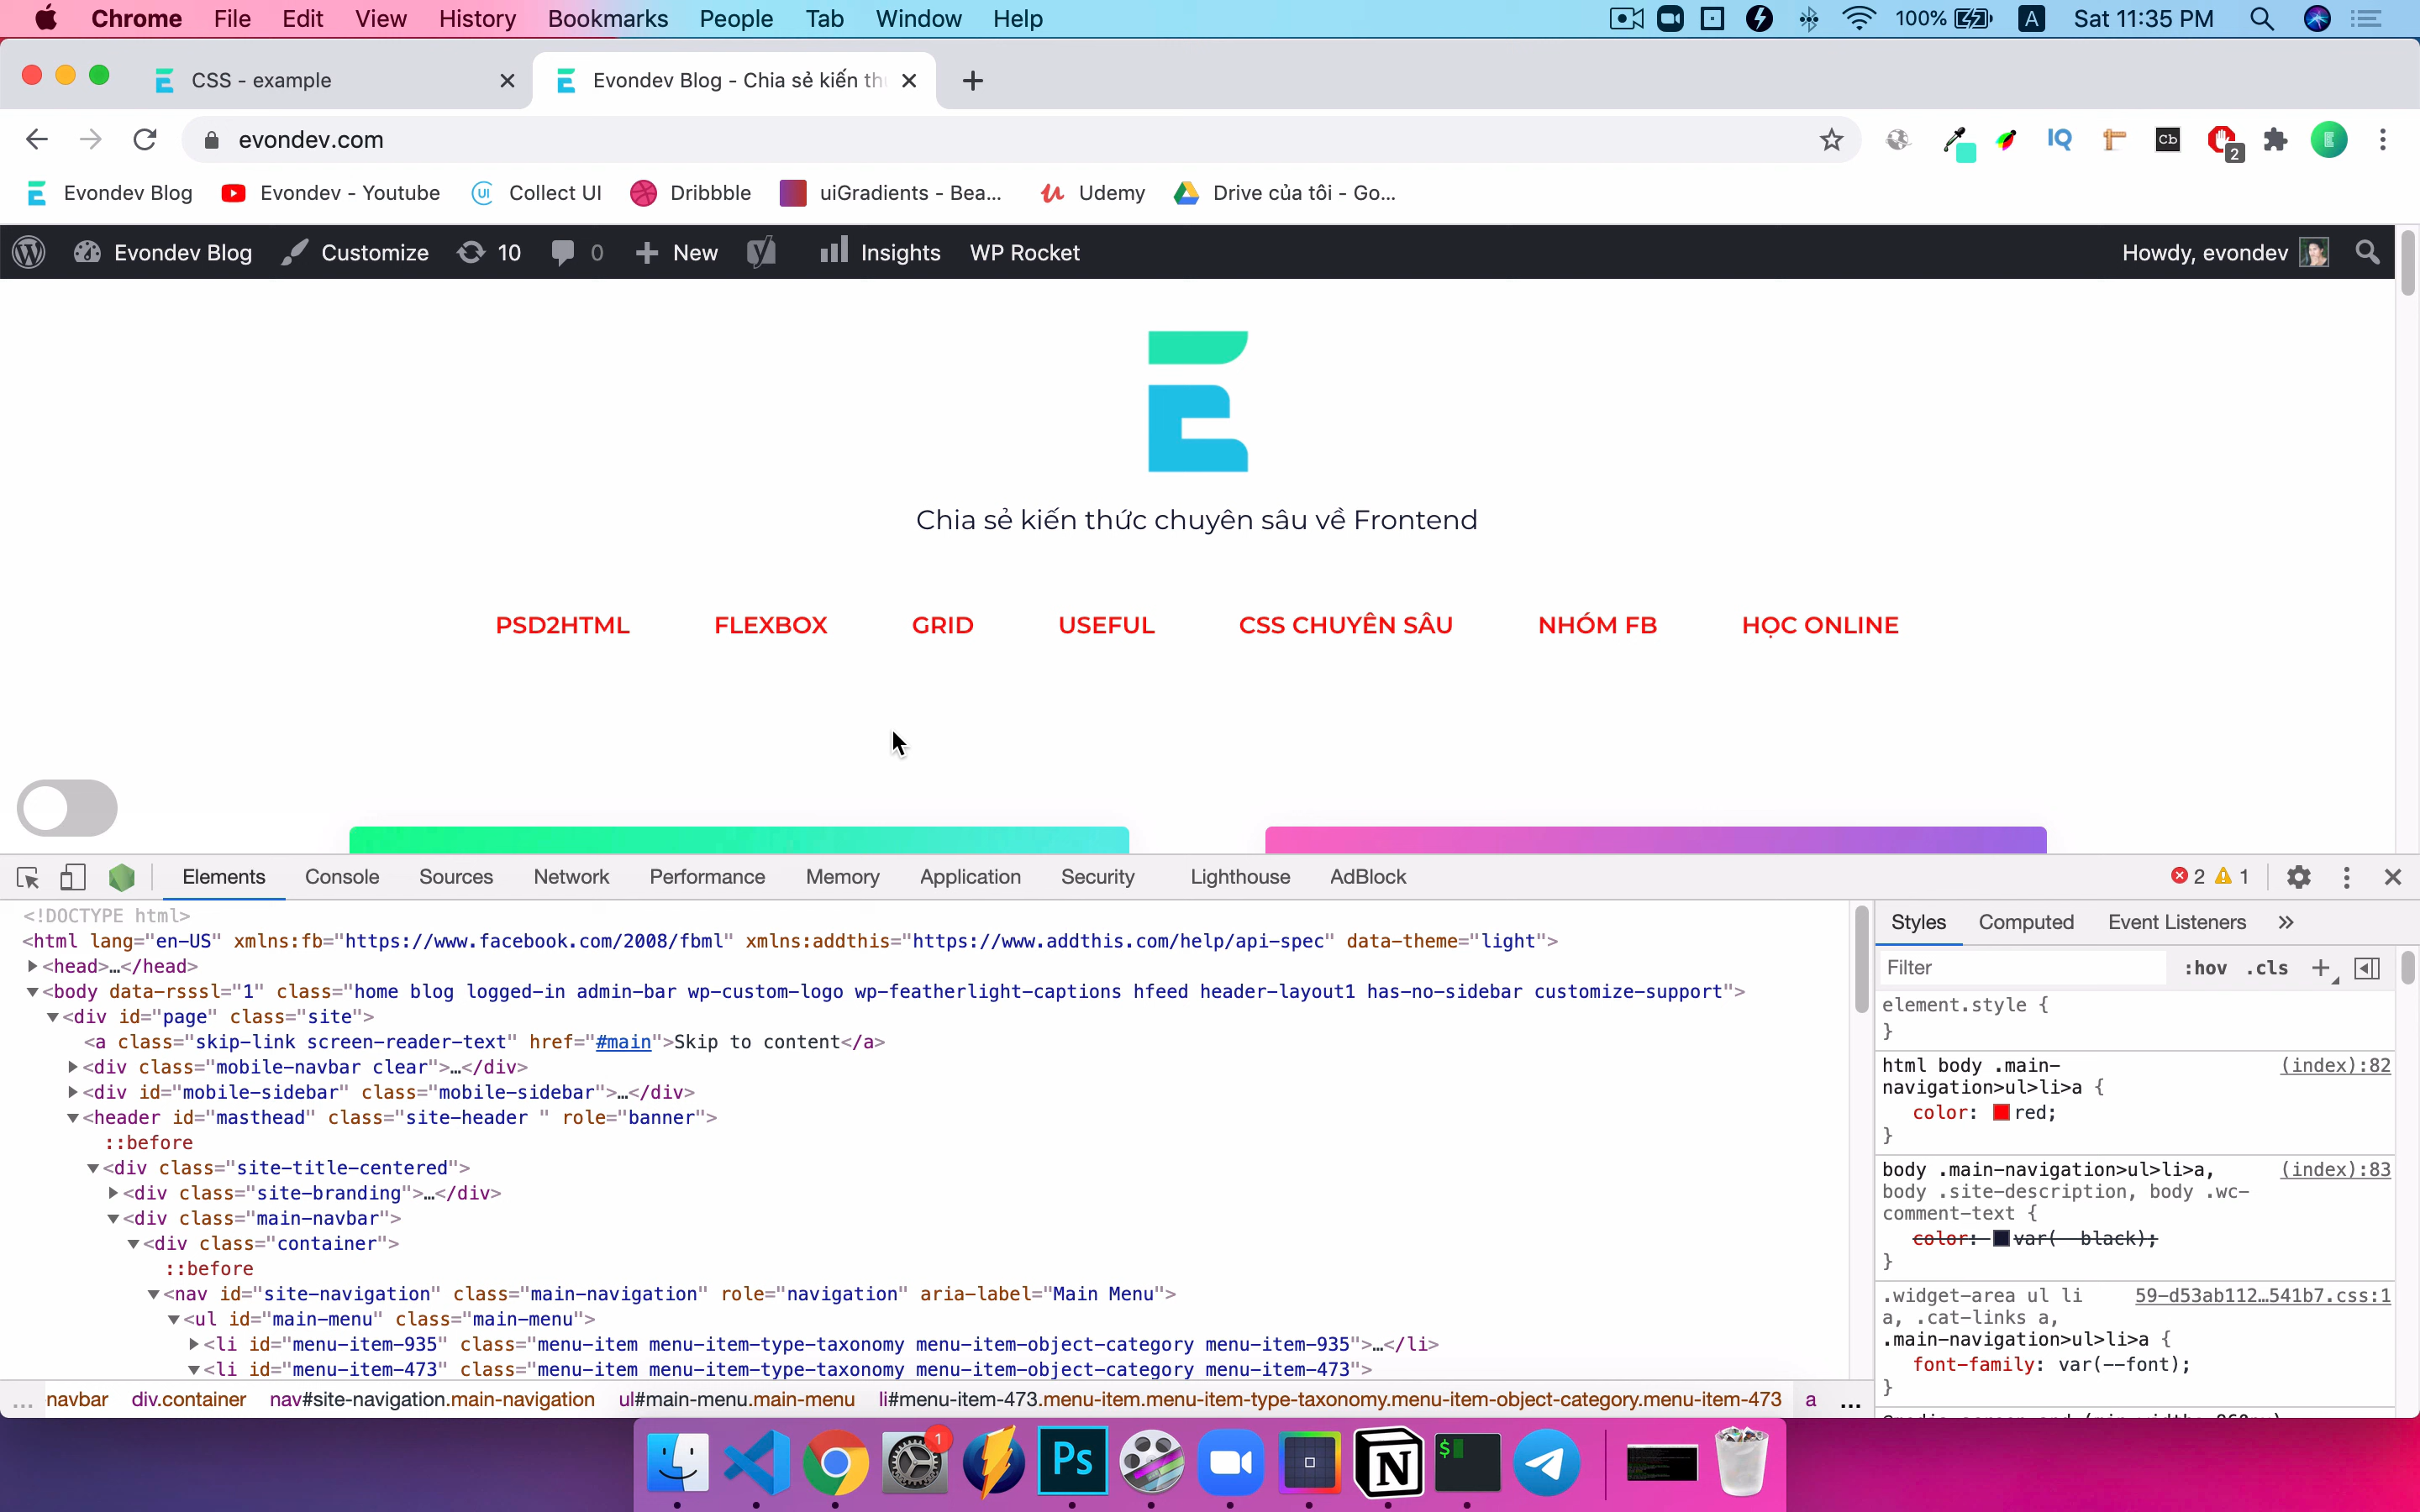 Chrome File Edit View History Bookmarks People Tab Window Help 100% A Sat 11:35 PM
CSS - example Evondev Blog - Chia sẻ kiến
evondev.com IQ Cb 2 E
Evondev Blog Evondev - Youtube UI Collect UI Dribbble uiGradients - Bea... Udemy Drive của tôi - Go...
Evondev Blog Customize 10 0 New Insights WP Rocket Howdy, evondev
Chia sẻ kiến thức chuyên sâu về Frontend
PSD2HTML FLEXBOX GRID USEFUL CSS CHUYÊN SÂU NHÓM FB HỌC ONLINE
Elements Console Sources Network Performance Memory Application Security Lighthouse AdBlock 2 1
<!DOCTYPE html>
<html lang="en-US" xmlns:fb="https://www.facebook.com/2008/fbml" xmlns:addthis="https://www.addthis.com/help/api-spec" data-theme="light">
<head>…</head>
<body data-rsssl="1" class="home blog logged-in admin-bar wp-custom-logo wp-featherlight-captions hfeed header-layout1 has-no-sidebar customize-support">
<div id="page" class="site">
<a class="skip-link screen-reader-text" href="#main">Skip to content</a>
<div class="mobile-navbar clear">…</div>
<div id="mobile-sidebar" class="mobile-sidebar">…</div>
<header id="masthead" class="site-header " role="banner">
::before
<div class="site-title-centered">
<div class="site-branding">…</div>
<div class="main-navbar">
<div class="container">
::before
<nav id="site-navigation" class="main-navigation" role="navigation" aria-label="Main Menu">
<ul id="main-menu" class="main-menu">
<li id="menu-item-935" class="menu-item menu-item-type-taxonomy menu-item-object-category menu-item-935">…</li>
<li id="menu-item-473" class="menu-item menu-item-type-taxonomy menu-item-object-category menu-item-473">
... navbar div.container nav#site-navigation.main-navigation ul#main-menu.main-menu li#menu-item-473.menu-item.menu-item-type-taxonomy.menu-item-object-category.menu-item-473 a ...
Styles Computed Event Listeners »
Filter :hov .cls +
element.style {
}
html body .main- (index):82
navigation>ul>li>a {
color: red;
}
body .main-navigation>ul>li>a, (index):83
body .site-description, body .wc-
comment-text {
color: var(--black);
}
.widget-area ul li 59-d53ab112…541b7.css:1
a, .cat-links a,
.main-navigation>ul>li>a {
font-family: var(--font);
}
1 Ps N $